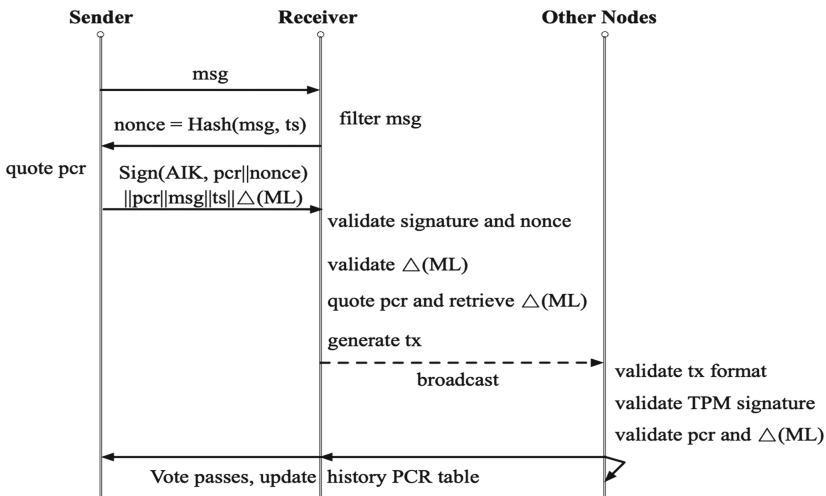 Sender Receiver Other Nodes
msg
filter msg
nonce = Hash(msg, ts)
quote pcr
Sign(AIK, pcr||nonce)
||pcr||msg||ts||△(ML)
validate signature and nonce
validate △(ML)
quote pcr and retrieve △(ML)
generate tx
broadcast
validate tx format
validate TPM signature
validate pcr and △(ML)
Vote passes, update history PCR table